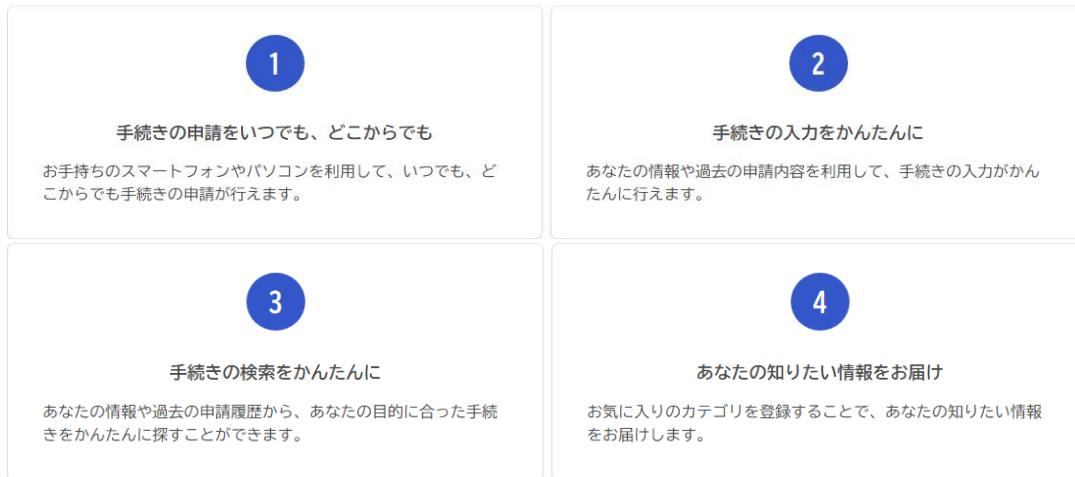 1
手続きの申請をいつでも、どこからでも
お手持ちのスマートフォンやパソコンを利用して、いつでも、ど
こからでも手続きの申請が行えます。
2
手続きの入力をかんたんに
あなたの情報や過去の申請内容を利用して、手続きの入力がかん
たんに行えます。
3
手続きの検索をかんたんに
あなたの情報や過去の申請履歴から、あなたの目的に合った手続
きをかんたんに探すことができます。
4
あなたの知りたい情報をお届け
お気に入りのカテゴリを登録することで、あなたの知りたい情報
をお届けします。